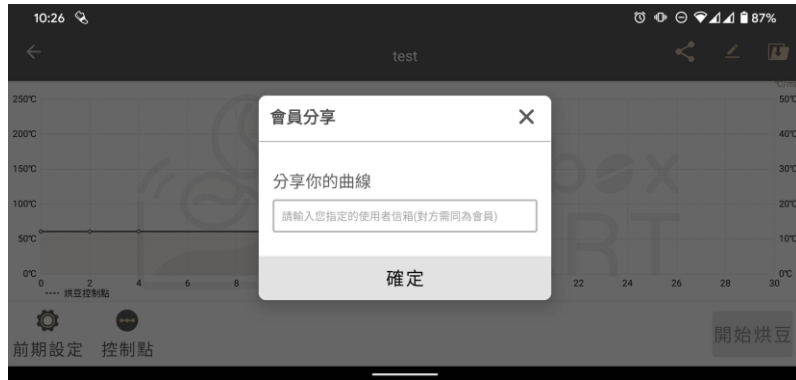 10:26
87%
test
°C/min
250°C
50°C
200°C
40°C
150°C
30°C
100°C
20°C
50°C
10°C
0°C
0°C
0 2 4 6 8 22 24 26 28 30
---- 烘豆控制點
會員分享
分享你的曲線
請輸入您指定的使用者信箱(對方需同為會員)
確定
box
ART
前期設定
控制點
開始烘豆